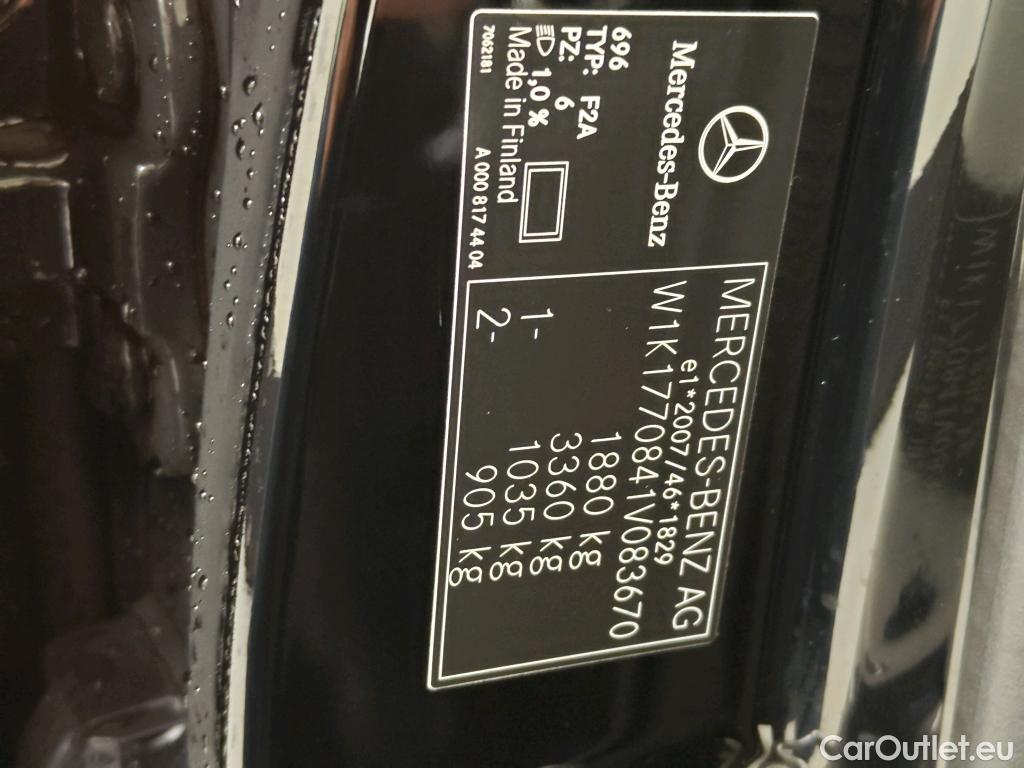 Mercedes-Benz
696
TYP: F2A
PZ: 6
1,0 %
Made in Finland
7062181 A 000 817 44 04
MERCEDES-BENZ AG
e1*2007/46*1829
W1K1770841V083670
1880 kg
3360 kg
1- 1035 kg
2- 905 kg
CarOutlet.eu